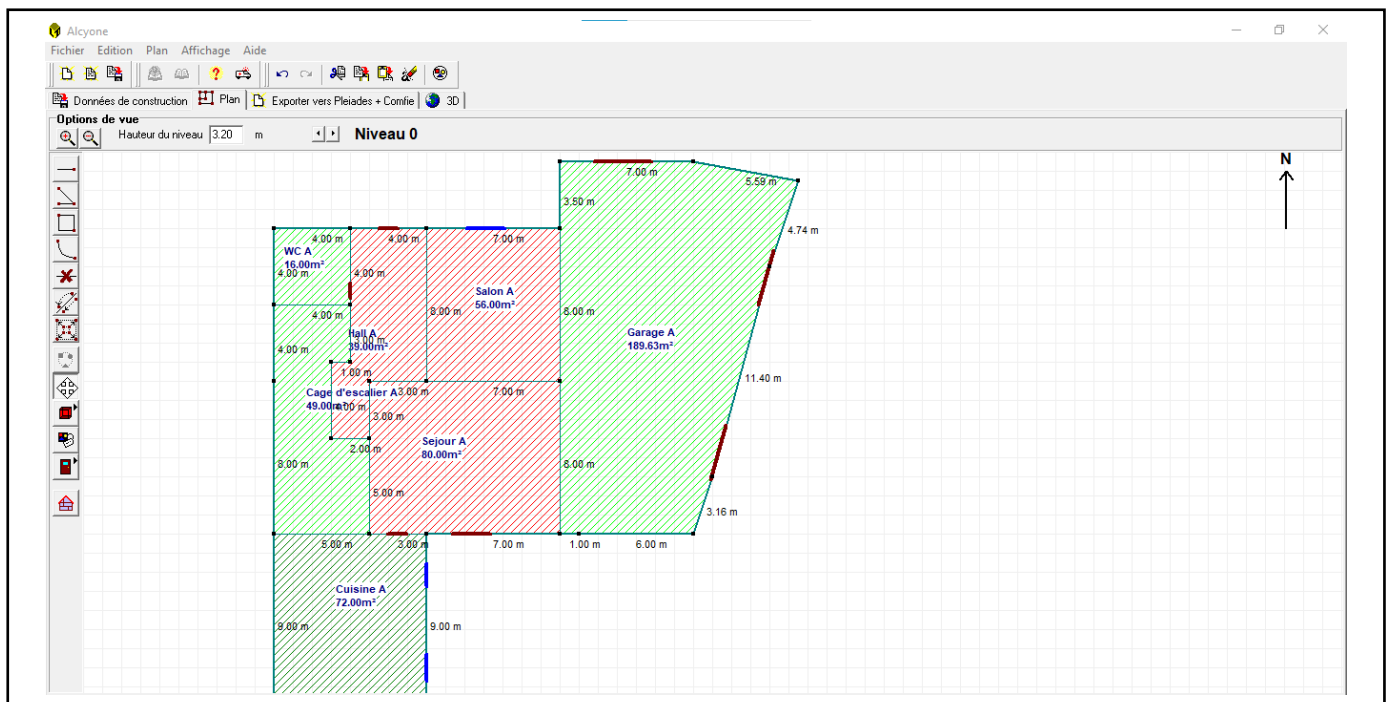 Alcyone
Fichier Edition Plan Affichage Aide
Données de construction Plan Exporter vers Pleiades + Comfie 3D
Options de vue
Hauteur du niveau 3.20 m Niveau 0
N
7.00 m
5.59 m
3.50 m
4.74 m
4.00 m 4.00 m 7.00 m
WC A
16.00m²
4.00 m 4.00 m
Salon A
56.00m²
4.00 m 8.00 m 8.00 m
Garage A
189.63m²
Hall A
3.00 m
39.00m²
4.00 m
1.00 m
11.40 m
Cage d'escalier A 3.00 m 7.00 m
49.00m² 4.00 m
3.00 m
Sejour A
80.00m²
2.00 m
8.00 m 8.00 m
5.00 m
3.16 m
5.00 m 3.00 m 7.00 m 1.00 m 6.00 m
Cuisine A
72.00m²
9.00 m 9.00 m